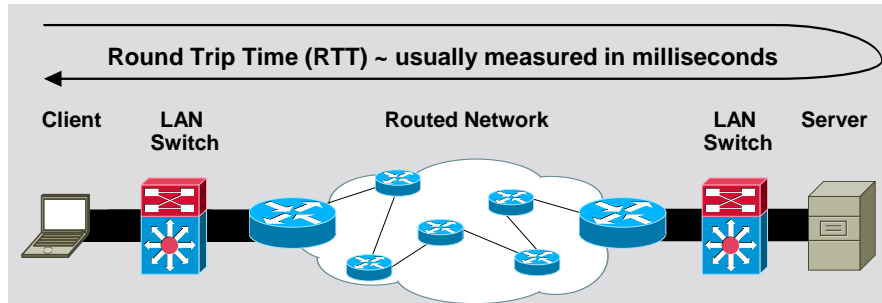 Round Trip Time (RTT) ~ usually measured in milliseconds
Client
LAN
Switch
Routed Network
LAN
Switch
Server